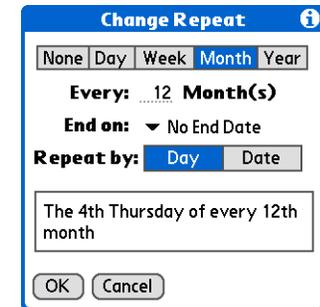 Change Repeat
None Day Week Month Year
Every: 12 Month(s)
End on: No End Date
Repeat by: Day Date
The 4th Thursday of every 12th
month
OK Cancel